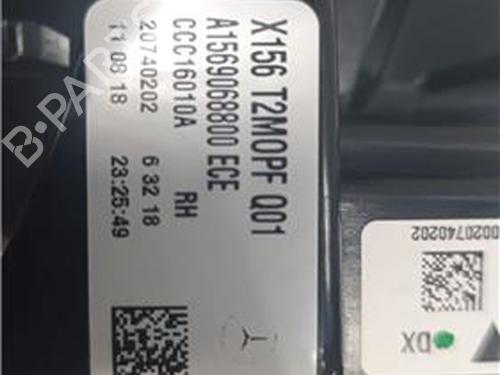 X156 T2MOPF Q01
A1569068800 ECE
CCC16010A RH
20740202 6 32 18
11 08 18 23:25:49
0020740202
DX
B-PARTS